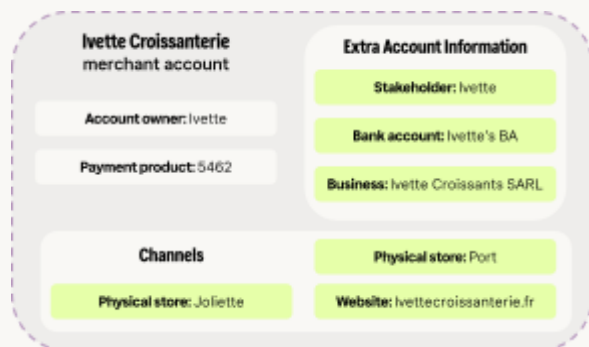 Ivette Croissanterie
merchant account
Account owner: Ivette
Payment product: 5462
Extra Account Information
Stakeholder: Ivette
Bank account: Ivette's BA
Business: Ivette Croissants SARL
Channels
Physical store: Port
Physical store: Joliette
Website: Ivettecroissanterie.fr